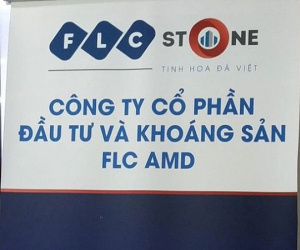 FLC STONE
TINH HOA ĐÁ VIỆT
CÔNG TY CỔ PHẦN
ĐẦU TƯ VÀ KHOÁNG SẢN
FLC AMD